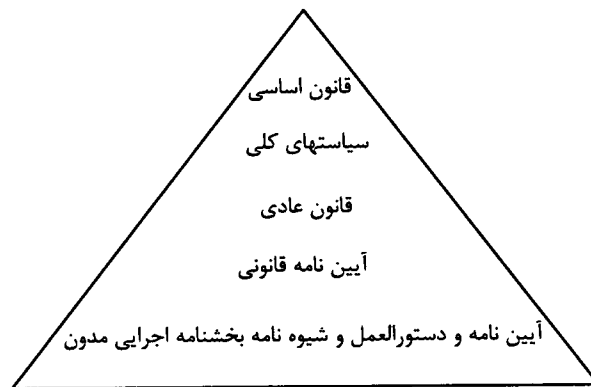 قانون اساسی
سیاستهای کلی
قانون عادی
آیین نامه قانونی
آیین نامه و دستورالعمل و شیوه نامه بخشنامه اجرایی مدون